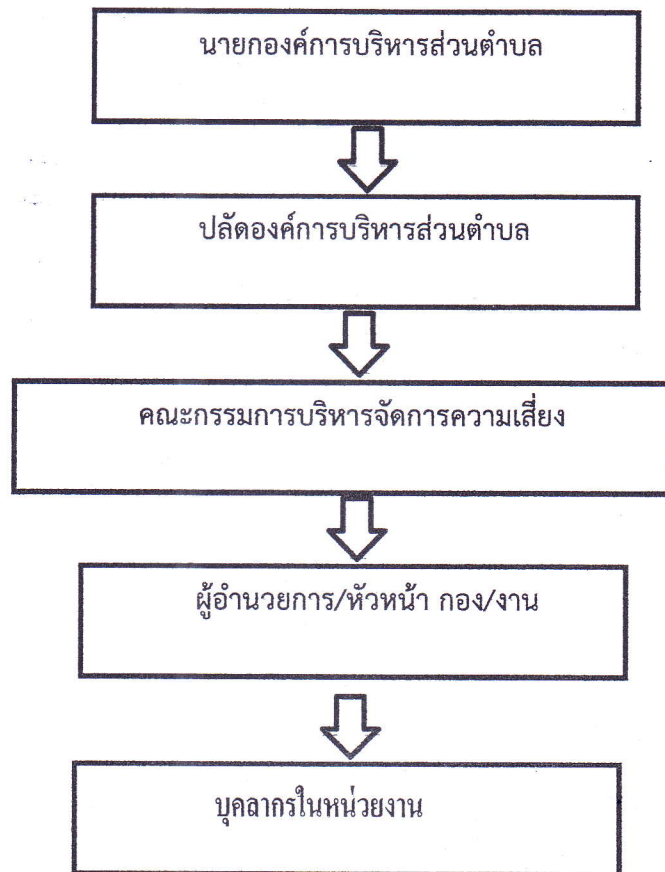 นายกองค์การบริหารส่วนตำบล
ปลัดองค์การบริหารส่วนตำบล
คณะกรรมการบริหารจัดการความเสี่ยง
ผู้อำนวยการ/หัวหน้า กอง/งาน
บุคลากรในหน่วยงาน